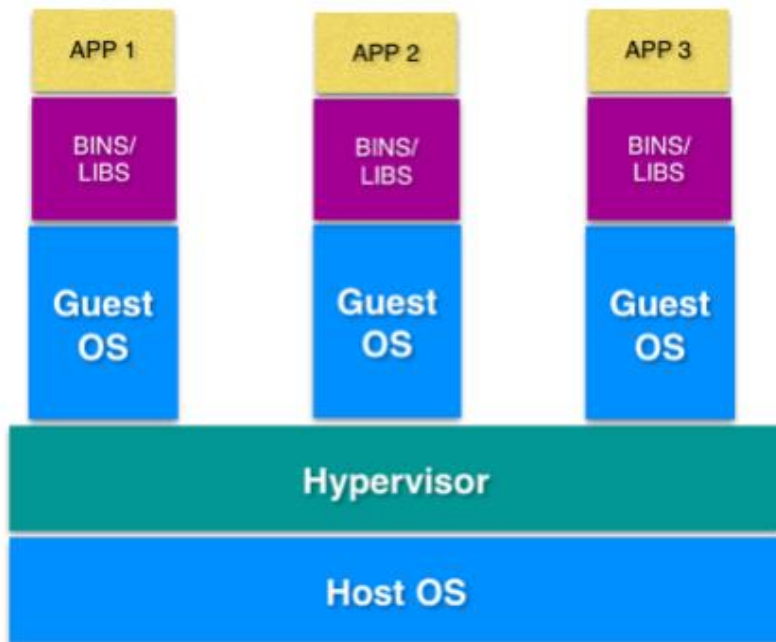 APP 1
APP 2
APP 3
BINS/
LIBS
BINS/
LIBS
BINS/
LIBS
Guest
OS
Guest
OS
Guest
OS
Hypervisor
Host OS